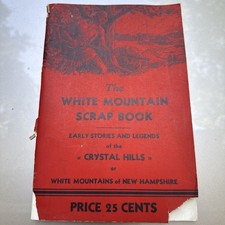 The
WHITE MOUNTAIN
SCRAP BOOK
EARLY STORIES AND LEGENDS
of the
« CRYSTAL HILLS »
or
WHITE MOUNTAINS of NEW HAMPSHIRE
PRICE 25 CENTS